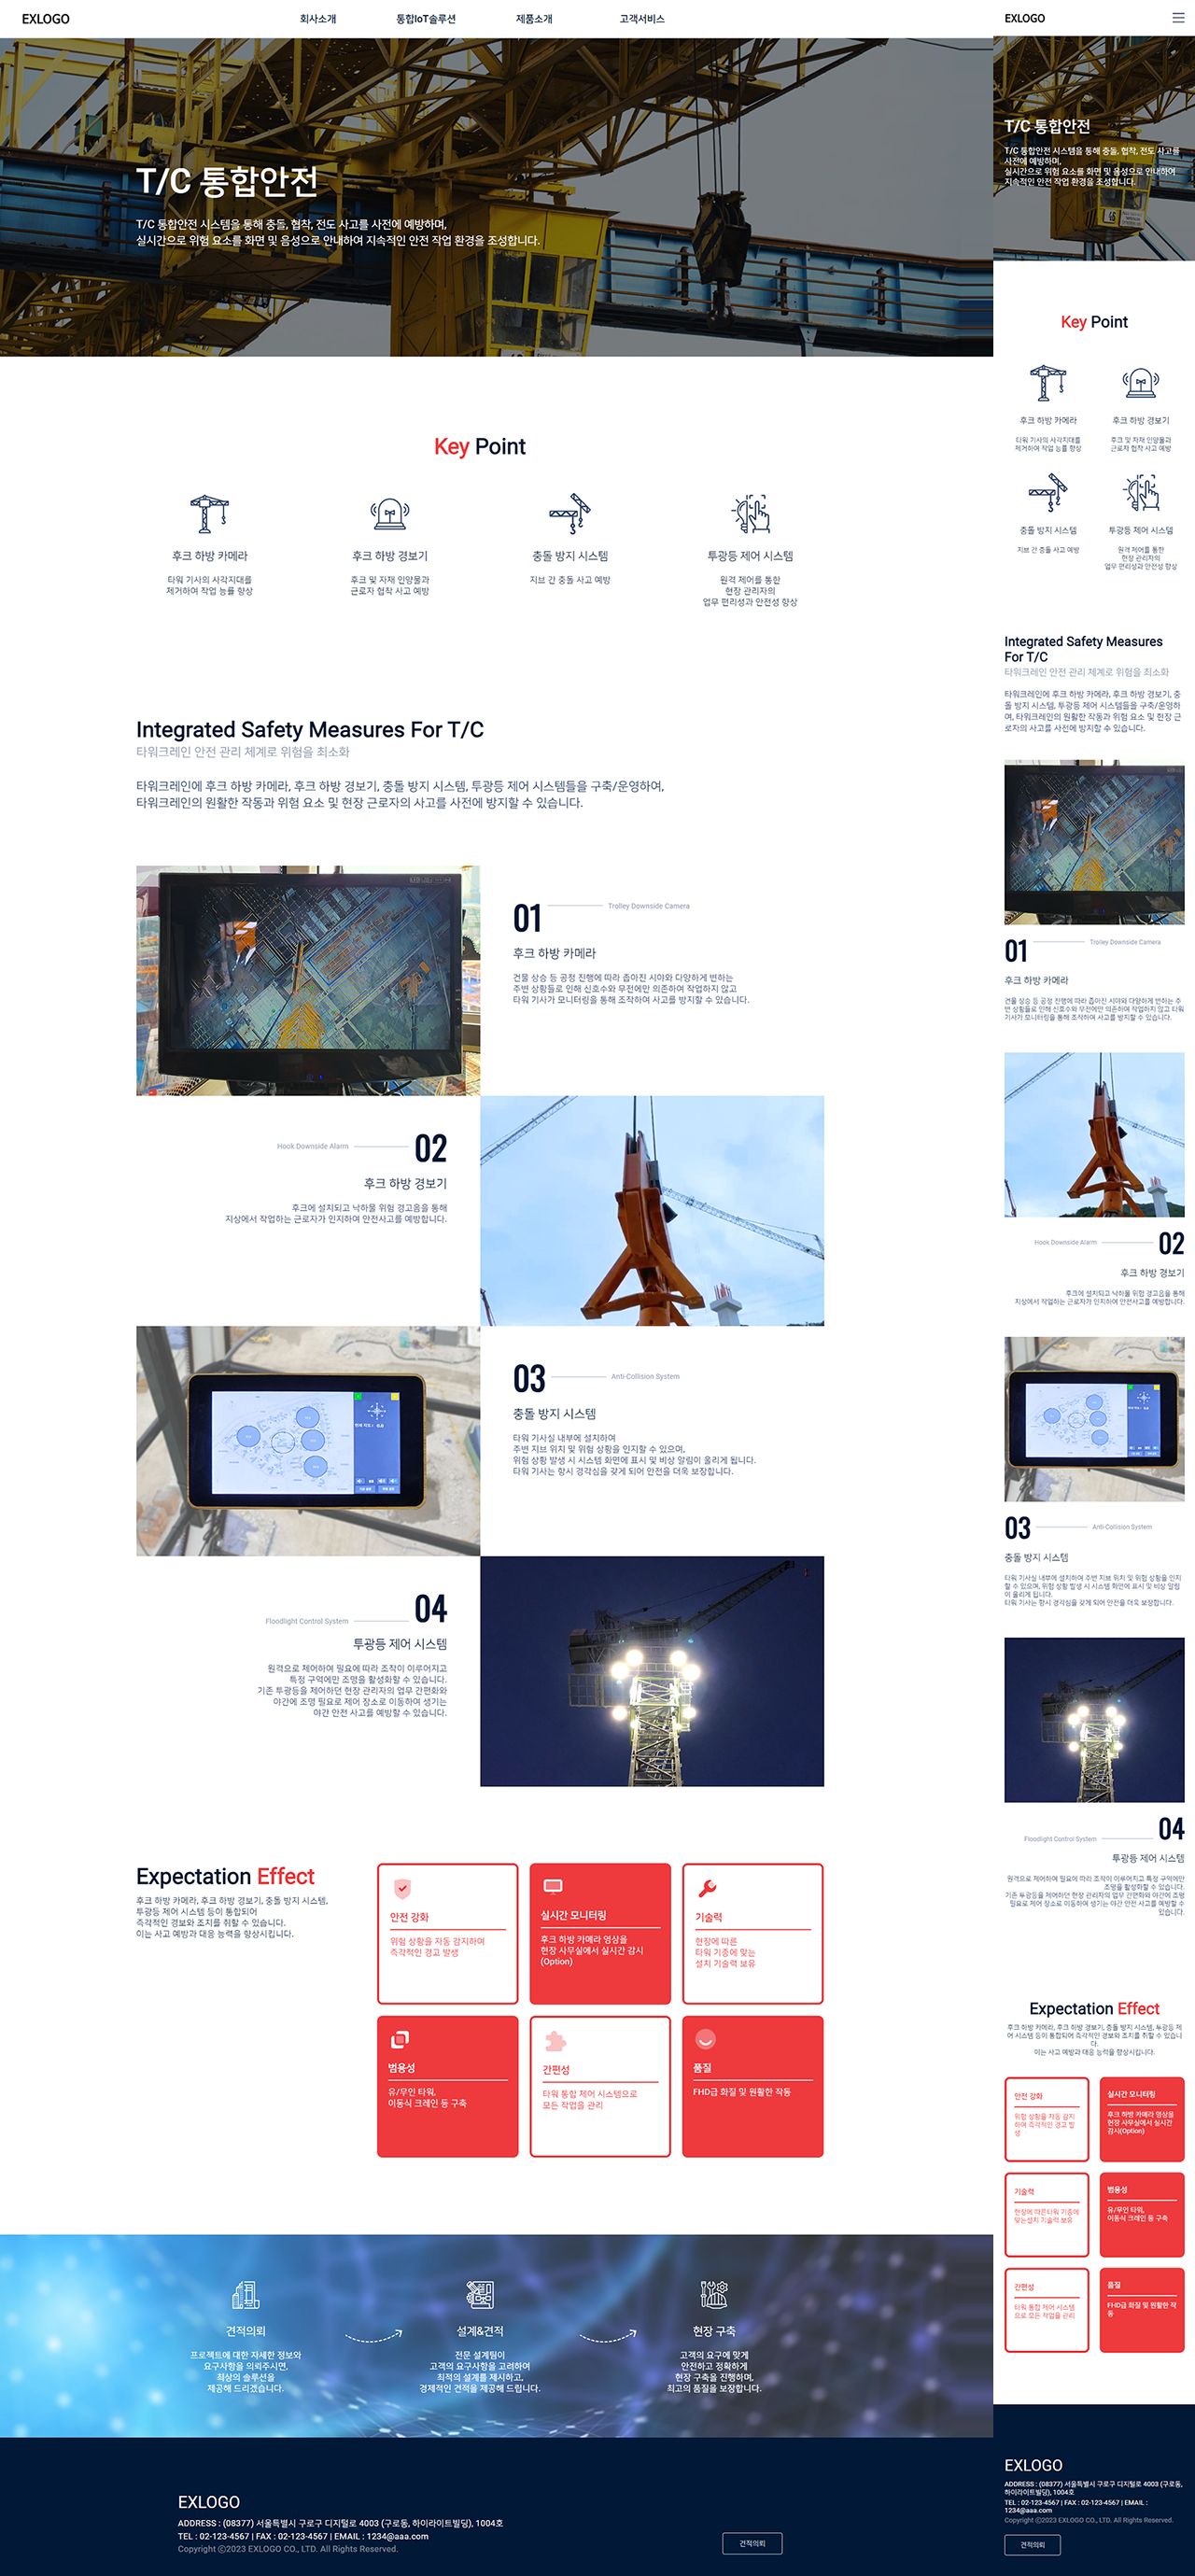 EXLOGO
회사소개
통합IoT솔루션
제품소개
고객서비스
T/C 통합안전
T/C 통합안전 시스템을 통해 충돌, 협착, 전도 사고를 사전에 예방하며,
실시간으로 위험 요소를 화면 및 음성으로 안내하여 지속적인 안전 작업 환경을 조성합니다.
Key Point
후크 하방 카메라
타워 기사의 사각지대를
제거하여 작업 능률 향상
후크 하방 경보기
후크 및 자재 인양물과
근로자 협착 사고 예방
충돌 방지 시스템
지브 간 충돌 사고 예방
투광등 제어 시스템
원격 제어를 통한
현장 관리자의
업무 편리성과 안전성 향상
Integrated Safety Measures For T/C
타워크레인 안전 관리 체계로 위험을 최소화
타워크레인에 후크 하방 카메라, 후크 하방 경보기, 충돌 방지 시스템, 투광등 제어 시스템들을 구축/운영하여,
타워크레인의 원활한 작동과 위험 요소 및 현장 근로자의 사고를 사전에 방지할 수 있습니다.
01
Trolley Downside Camera
후크 하방 카메라
건물 상승 등 공정 진행에 따라 좁아진 시야와 다양하게 변하는
주변 상황들로 인해 신호수와 무전에만 의존하여 작업하지 않고
타워 기사가 모니터링을 통해 조작하여 사고를 방지할 수 있습니다.
Hook Downside Alarm
02
후크 하방 경보기
후크에 설치되고 낙하물 위험 경고음을 통해
지상에서 작업하는 근로자가 인지하여 안전사고를 예방합니다.
03
Anti-Collision System
충돌 방지 시스템
타워 기사실 내부에 설치하여
주변 지브 위치 및 위험 상황을 인지할 수 있으며,
위험 상황 발생 시 시스템 화면에 표시 및 비상 알림이 울리게 됩니다.
타워 기사는 항시 경각심을 갖게 되어 안전을 더욱 보장합니다.
Floodlight Control System
04
투광등 제어 시스템
원격으로 제어하여 필요에 따라 조작이 이루어지고
특정 구역에만 조명을 활성화할 수 있습니다.
기존 투광등을 제어하던 현장 관리자의 업무 간편화와
야간에 조명 필요로 제어 장소로 이동하여 생기는
야간 안전 사고를 예방할 수 있습니다.
Expectation Effect
후크 하방 카메라, 후크 하방 경보기, 충돌 방지 시스템,
투광등 제어 시스템 등이 통합되어
즉각적인 경보와 조치를 취할 수 있습니다.
이는 사고 예방과 대응 능력을 향상시킵니다.
안전 강화
위험 상황을 자동 감지하여
즉각적인 경고 발생
실시간 모니터링
후크 하방 카메라 영상을
현장 사무실에서 실시간 감시
(Option)
기술력
현장에 따른
타워 기종에 맞는
설치 기술력 보유
범용성
유/무인 타워,
이동식 크레인 등 구축
간편성
타워 통합 제어 시스템으로
모든 작업을 관리
품질
FHD급 화질 및 원활한 작동
견적의뢰
프로젝트에 대한 자세한 정보와
요구사항을 의뢰주시면,
최상의 솔루션을
제공해 드리겠습니다.
설계&견적
전문 설계팀이
고객의 요구사항을 고려하여
최적의 설계를 제시하고,
경제적인 견적을 제공해 드립니다.
현장 구축
고객의 요구에 맞게
안전하고 정확하게
현장 구축을 진행하며,
최고의 품질을 보장합니다.
EXLOGO
ADDRESS : (08377) 서울특별시 구로구 디지털로 4003 (구로동, 하이라이트빌딩), 1004호
TEL : 02-123-4567 | FAX : 02-123-4567 | EMAIL : 1234@aaa.com
Copyright ⓒ2023 EXLOGO CO., LTD. All Rights Reserved.
견적의뢰
EXLOGO
T/C 통합안전
T/C 통합안전 시스템을 통해 충돌, 협착, 전도 사고를
사전에 예방하며,
실시간으로 위험 요소를 화면 및 음성으로 안내하여
지속적인 안전 작업 환경을 조성합니다.
46
Key Point
후크 하방 카메라
타워 기사의 사각지대를
제거하여 작업 능률 향상
후크 하방 경보기
후크 및 자재 인양물과
근로자 협착 사고 예방
충돌 방지 시스템
지브 간 충돌 사고 예방
투광등 제어 시스템
원격 제어를 통한
현장 관리자의
업무 편리성과 안전성 향상
Integrated Safety Measures
For T/C
타워크레인 안전 관리 체계로 위험을 최소화
타워크레인에 후크 하방 카메라, 후크 하방 경보기, 충
돌 방지 시스템, 투광등 제어 시스템들을 구축/운영하
여, 타워크레인의 원활한 작동과 위험 요소 및 현장 근
로자의 사고를 사전에 방지할 수 있습니다.
01
Trolley Downside Camera
후크 하방 카메라
건물 상승 등 공정 진행에 따라 좁아진 시야와 다양하게 변하는 주
변 상황들로 인해 신호수와 무전에만 의존하여 작업하지 않고 타워
기사가 모니터링을 통해 조작하여 사고를 방지할 수 있습니다.
Hook Downside Alarm
02
후크 하방 경보기
후크에 설치되고 낙하물 위험 경고음을 통해
지상에서 작업하는 근로자가 인지하여 안전사고를 예방합니다.
03
Anti-Collision System
충돌 방지 시스템
타워 기사실 내부에 설치하여 주변 지브 위치 및 위험 상황을 인지
할 수 있으며, 위험 상황 발생 시 시스템 화면에 표시 및 비상 알림
이 울리게 됩니다.
타워 기사는 항시 경각심을 갖게 되어 안전을 더욱 보장합니다.
Floodlight Control System
04
투광등 제어 시스템
원격으로 제어하여 필요에 따라 조작이 이루어지고 특정 구역에만
조명을 활성화할 수 있습니다.
기존 투광등을 제어하던 현장 관리자의 업무 간편화와 야간에 조명
필요로 제어 장소로 이동하여 생기는 야간 안전 사고를 예방할 수
있습니다.
Expectation Effect
후크 하방 카메라, 후크 하방 경보기, 충돌 방지 시스템, 투광등 제
어 시스템 등이 통합되어 즉각적인 경보와 조치를 취할 수 있습니
다.
이는 사고 예방과 대응 능력을 향상시킵니다.
안전 강화
위험 상황을 자동 감지
하여 즉각적인 경고 발
생
실시간 모니터링
후크 하방 카메라 영상을
현장 사무실에서 실시간
감시(Option)
기술력
현장에 따른타워 기종에
맞는설치 기술력 보유
범용성
유/무인 타워,
이동식 크레인 등 구축
간편성
타워 통합 제어 시스템
으로 모든 작업을 관리
품질
FHD급 화질 및 원활한 작
동
EXLOGO
ADDRESS : (08377) 서울특별시 구로구 디지털로 4003 (구로동,
하이라이트빌딩), 1004호
TEL : 02-123-4567 | FAX : 02-123-4567 | EMAIL :
1234@aaa.com
Copyright ⓒ2023 EXLOGO CO., LTD. All Rights Reserved.
견적의뢰